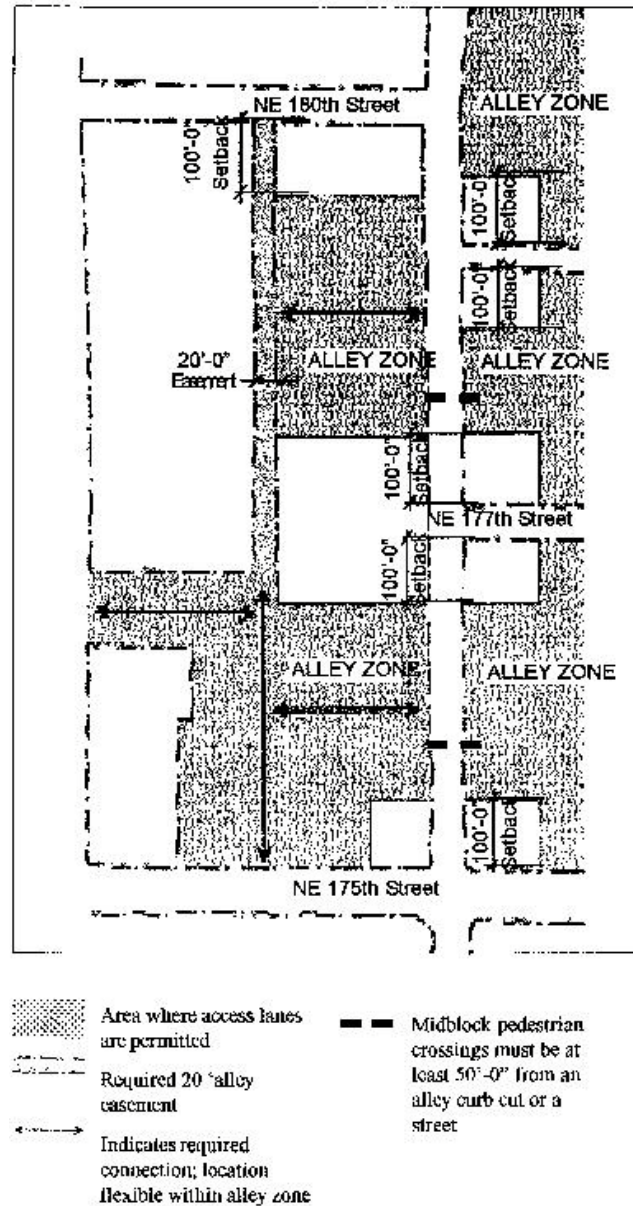 NE 180th Street
ALLEY ZONE
100'-0"
Setback
100'-0"
Setback
100'-0"
Setback
20'-0"
Easement
ALLEY ZONE
ALLEY ZONE
100'-0"
Setback
NE 177th Street
100'-0"
Setback
ALLEY ZONE
ALLEY ZONE
100'-0"
Setback
NE 175th Street
Area where access lanes
are permitted
Required 20 'alley
easement
Indicates required
connection; location
flexible within alley zone
Midblock pedestrian
crossings must be at
least 50'-0" from an
alley curb cut or a
street